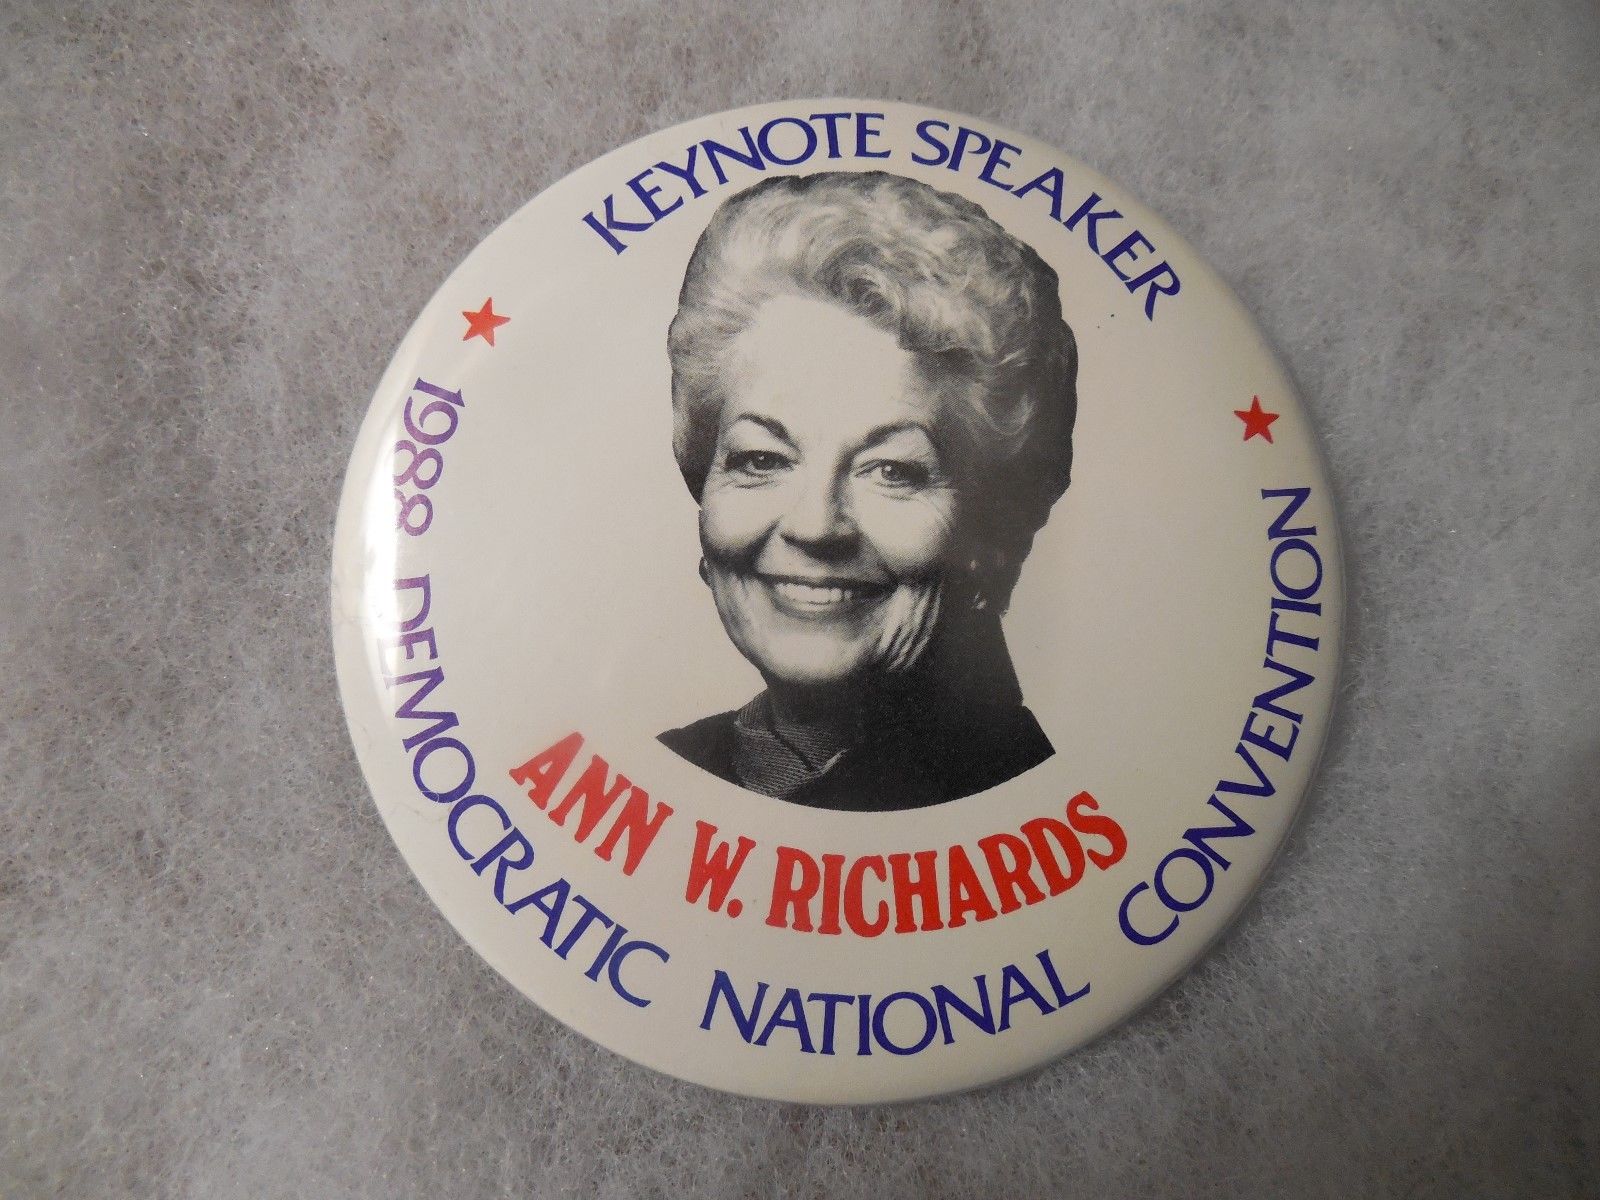 KEYNOTE SPEAKER
ANN W. RICHARDS
1988 DEMOCRATIC NATIONAL CONVENTION